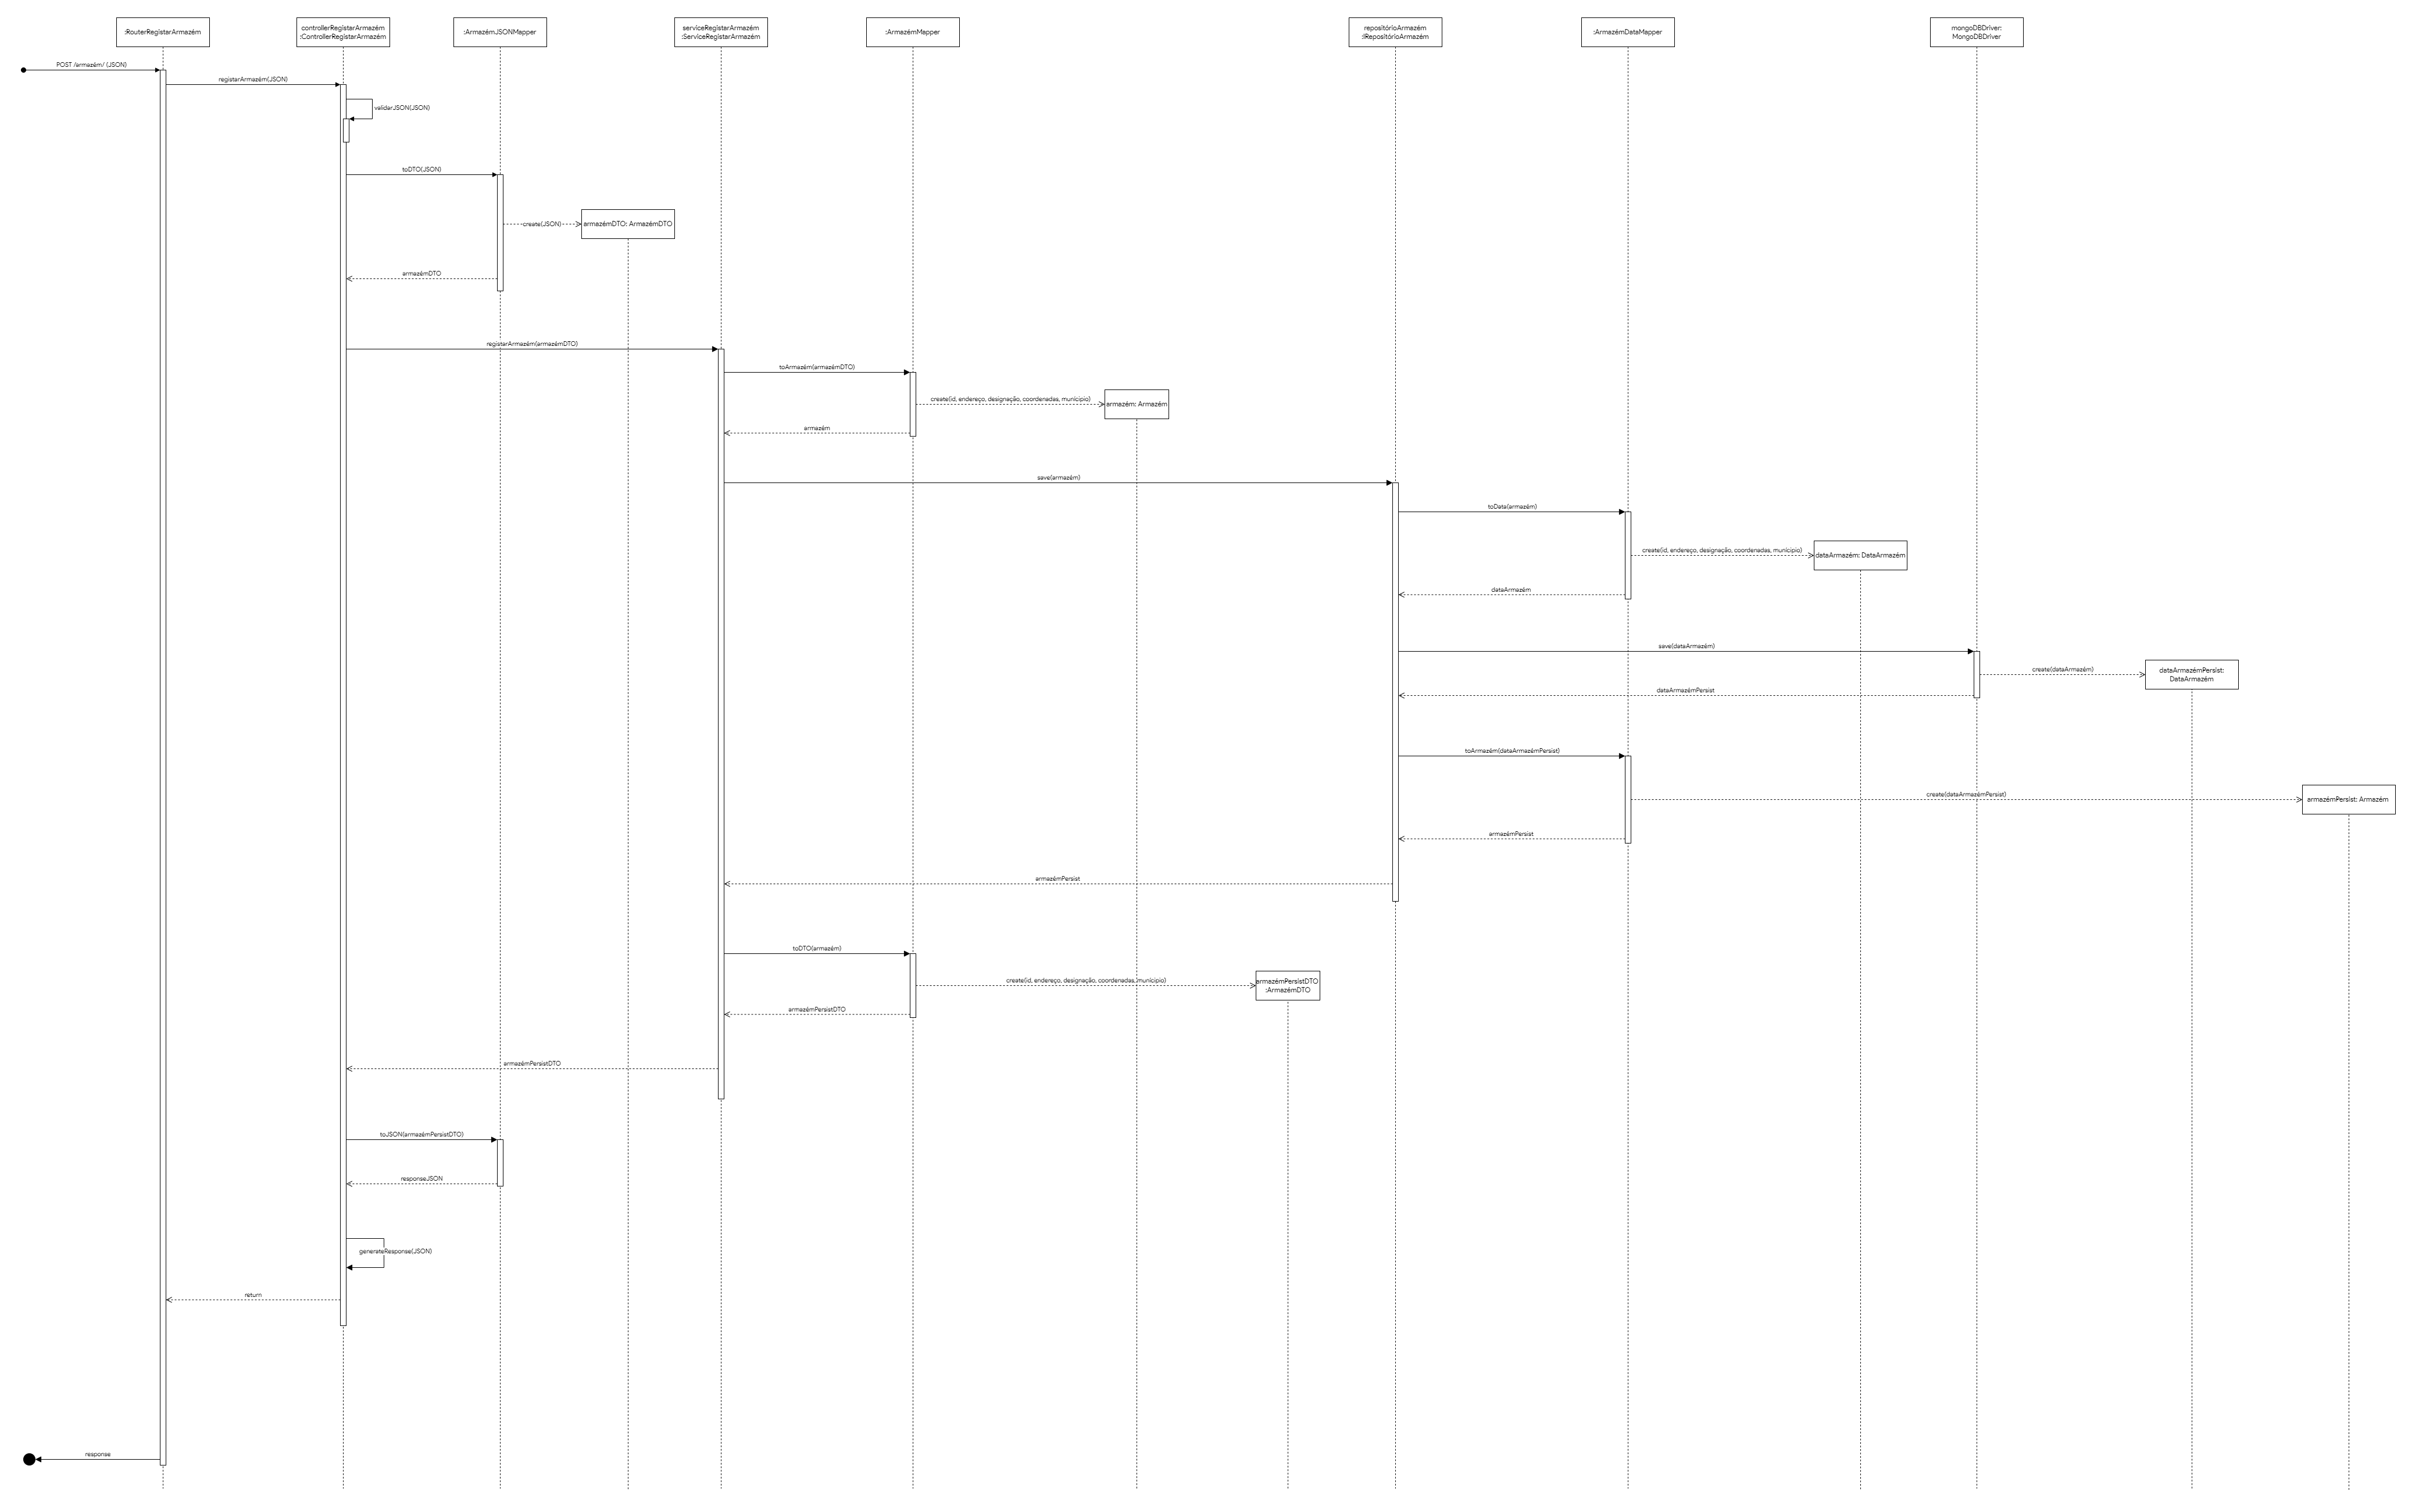 :RouterRegistarArmazém
controllerRegistarArmazém
:ControllerRegistarArmazém
:ArmazémJSONMapper
serviceRegistarArmazém
:ServiceRegistarArmazém
:ArmazémMapper
repositórioArmazém
:IRepositórioArmazém
:ArmazémDataMapper
mongoDBDriver:
MongoDBDriver
POST /armazém/ (JSON)
registarArmazém(JSON)
validarJSON(JSON)
toDTO(JSON)
create(JSON)
armazémDTO: ArmazémDTO
armazémDTO
registarArmazém(armazémDTO)
toArmazém(armazémDTO)
create(id, endereço, designação, coordenadas, munícipio)
armazém: Armazém
armazém
save(armazém)
toData(armazém)
create(id, endereço, designação, coordenadas, munícipio)
dataArmazém: DataArmazém
dataArmazém
save(dataArmazém)
create(dataArmazém)
dataArmazémPersist:
DataArmazém
dataArmazémPersist
toArmazém(dataArmazémPersist)
create(dataArmazémPersist)
armazémPersist: Armazém
armazémPersist
armazémPersist
toDTO(armazém)
create(id, endereço, designação, coordenadas, munícipio)
armazémPersistDTO
:ArmazémDTO
armazémPersistDTO
armazémPersistDTO
toJSON(armazémPersistDTO)
responseJSON
generateResponse(JSON)
return
response